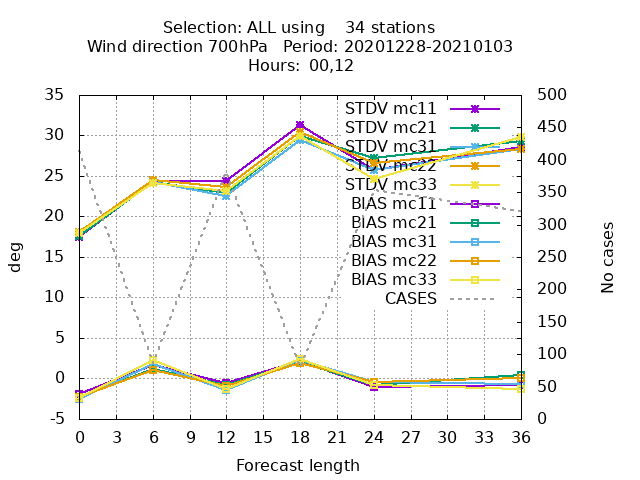 Selection: ALL using    34 stations
Wind direction 700hPa   Period: 20201228-20210103
Hours: 00,12
35
30
25
20
15
10
5
0
-5
deg
500
450
400
350
300
250
200
150
100
50
0
No cases
STDV mc11
STDV mc21
STDV mc31
STDV mc22
STDV mc33
BIAS mc11
BIAS mc21
BIAS mc31
BIAS mc22
BIAS mc33
CASES
0 3 6 9 12 15 18 21 24 27 30 33 36
Forecast length